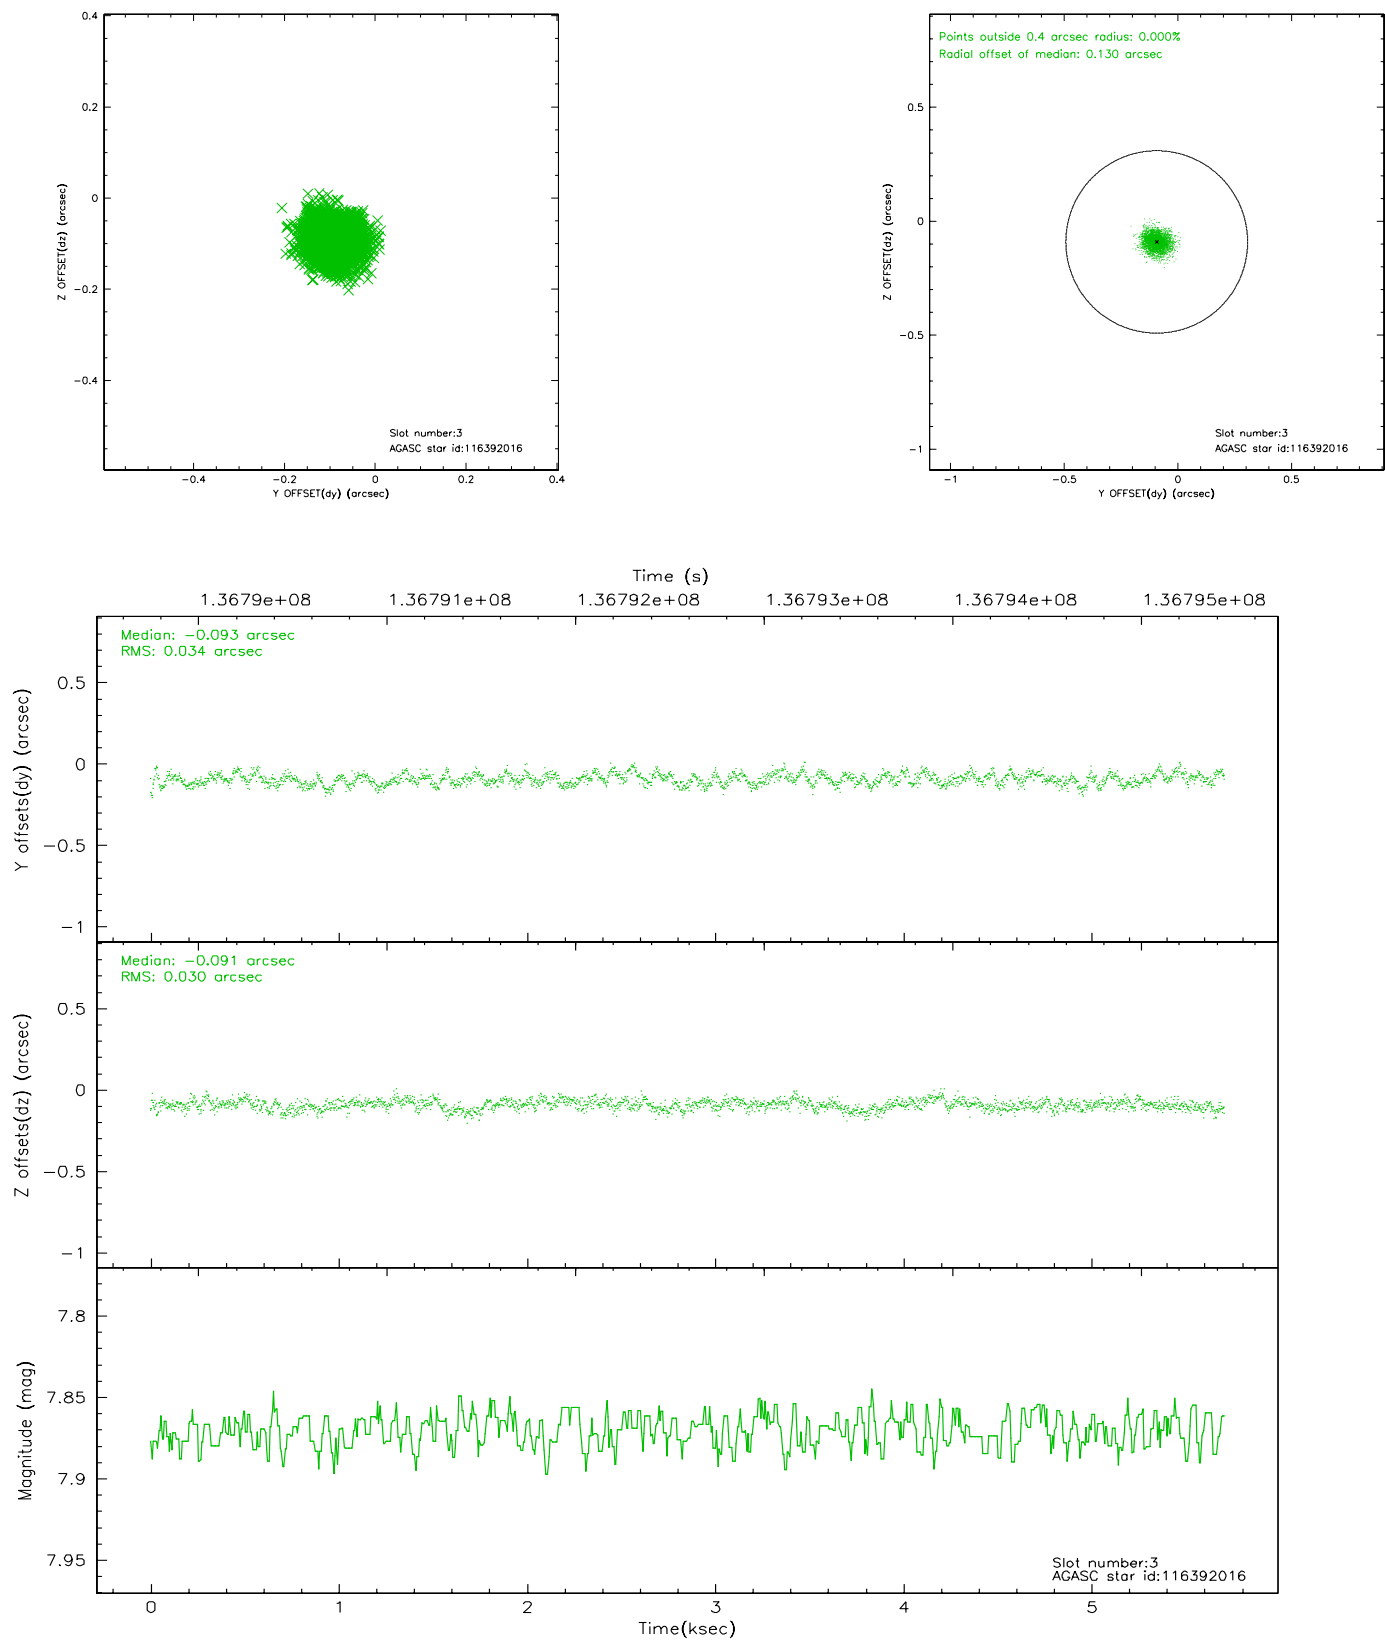 0.4
0.2
0
−0.2
−0.4
Z OFFSET(dz) (arcsec)
Slot number:3
AGASC star id:116392016
−0.4
−0.2
0
0.2
0.4
Y OFFSET(dy) (arcsec)
Points outside 0.4 arcsec radius: 0.000%
Radial offset of median: 0.130 arcsec
0.5
0
−0.5
−1
Z OFFSET(dz) (arcsec)
Slot number:3
AGASC star id:116392016
−1
−0.5
0
0.5
Y OFFSET(dy) (arcsec)
Time (s)
1.3679e+08
1.36791e+08
1.36792e+08
1.36793e+08
1.36794e+08
1.36795e+08
Median: −0.093 arcsec
RMS: 0.034 arcsec
0.5
0
−0.5
−1
Y offsets(dy) (arcsec)
Median: −0.091 arcsec
RMS: 0.030 arcsec
0.5
0
−0.5
−1
Z offsets(dz) (arcsec)
7.8
7.85
7.9
7.95
Magnitude (mag)
Slot number:3
AGASC star id:116392016
0
1
2
3
4
5
Time(ksec)